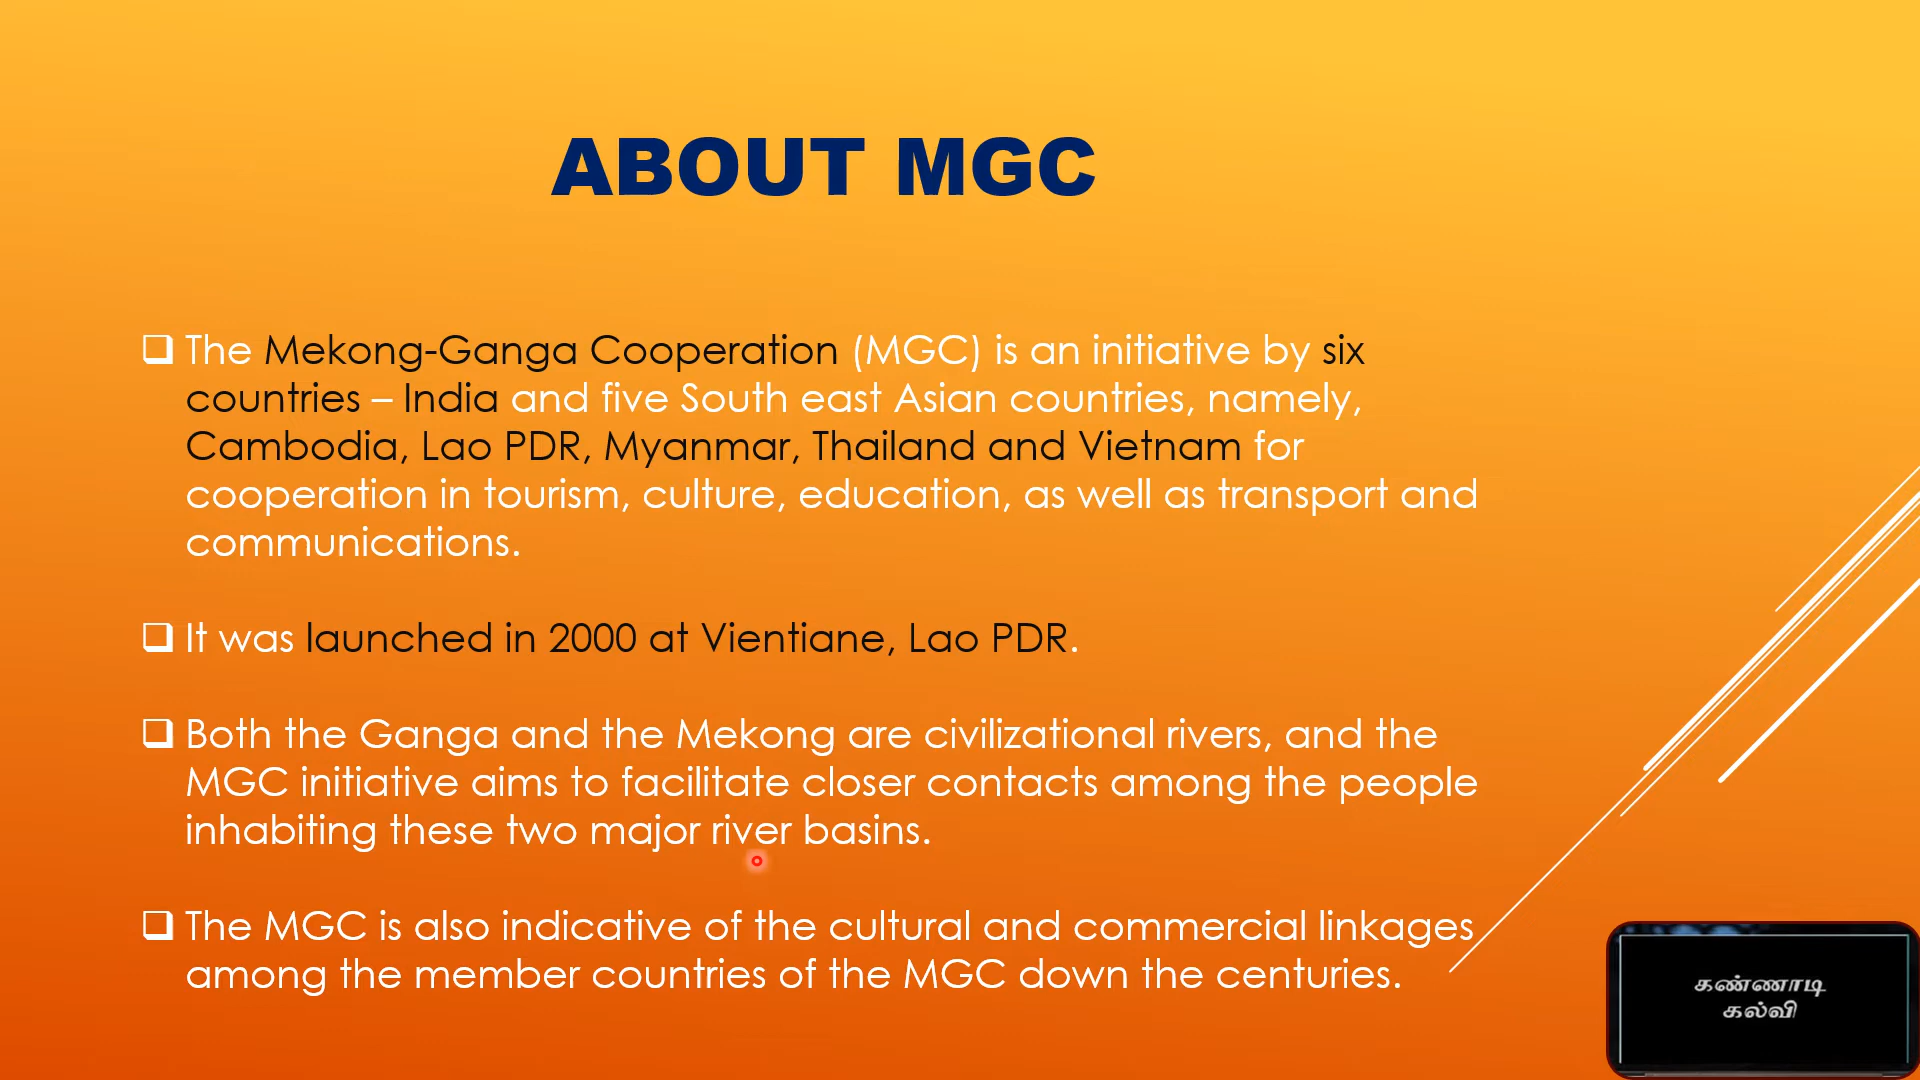 ABOUT MGC
The Mekong-Ganga Cooperation (MGC) is an initiative by six
countries – India and five South east Asian countries, namely,
Cambodia, Lao PDR, Myanmar, Thailand and Vietnam for
cooperation in tourism, culture, education, as well as transport and
communications.
It was launched in 2000 at Vientiane, Lao PDR.
Both the Ganga and the Mekong are civilizational rivers, and the
MGC initiative aims to facilitate closer contacts among the people
inhabiting these two major river basins.
The MGC is also indicative of the cultural and commercial linkages
among the member countries of the MGC down the centuries.
கண்ணாடி
கல்வி